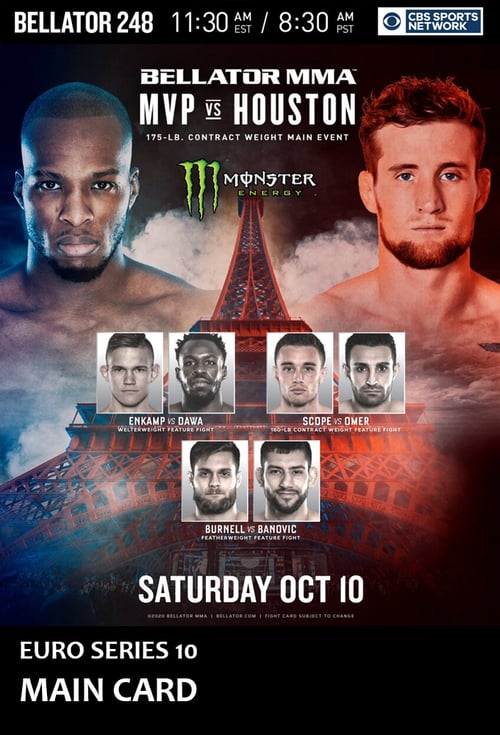 BELLATOR 248 11:30 AM EST / 8:30 AM PST
CBS SPORTS NETWORK
BELLATOR MMA
MVP VS HOUSTON
175-LB. CONTRACT WEIGHT MAIN EVENT
MONSTER
ENERGY
ENKAMP VS DAWA
WELTERWEIGHT FEATURE FIGHT
SCOPE VS OMER
160-LB CONTRACT WEIGHT FEATURE FIGHT
BURNELL VS BANOVIC
FEATHERWEIGHT FEATURE FIGHT
SATURDAY OCT 10
©2020 BELLATOR MMA | BELLATOR.COM | FIGHT CARD SUBJECT TO CHANGE
EURO SERIES 10
MAIN CARD